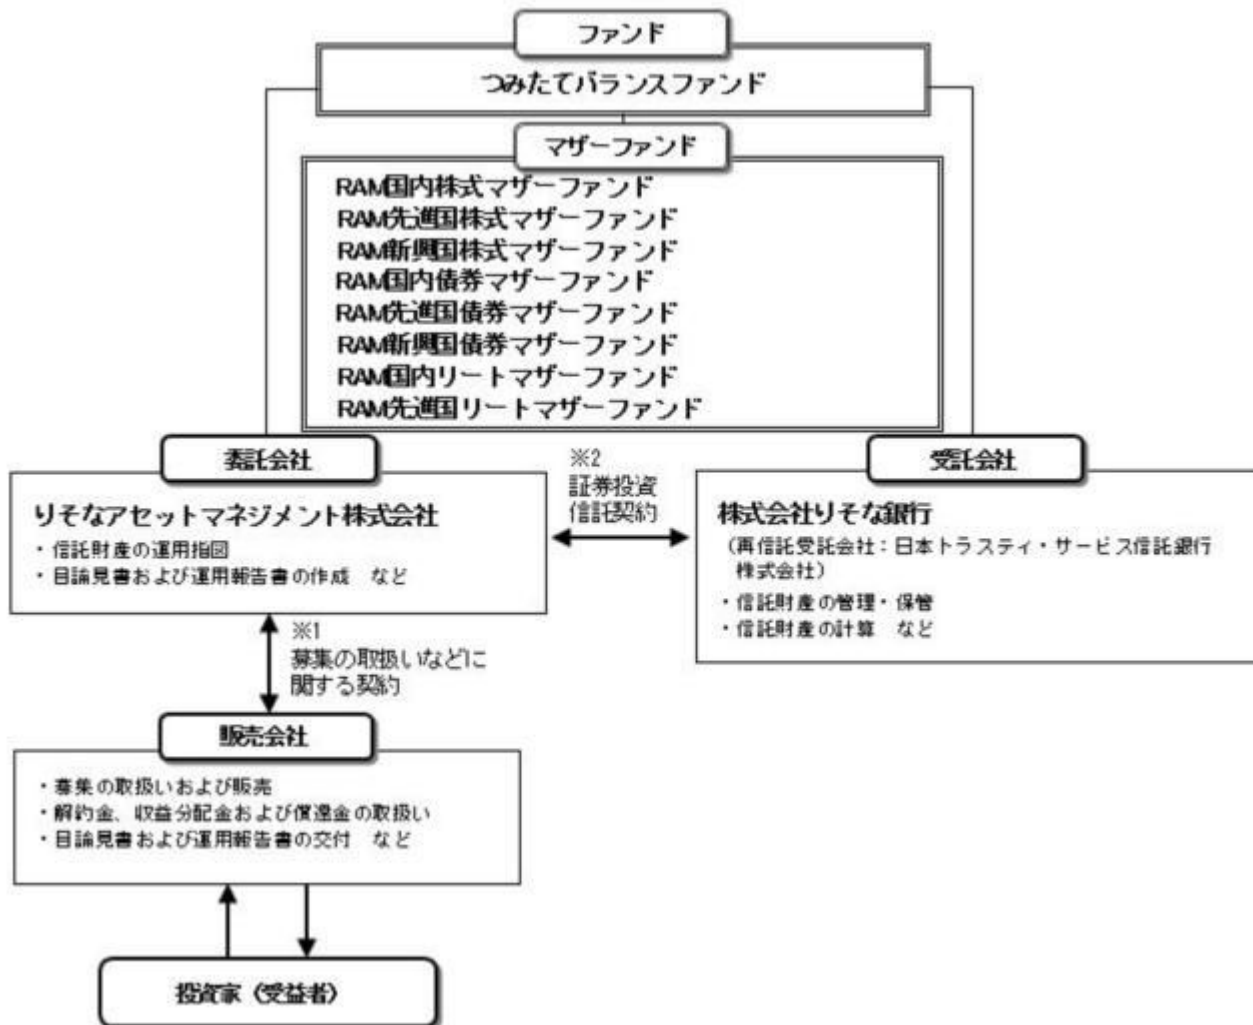 ファンド
つみたてバランスファンド
マザーファンド
RAM国内株式マザーファンド
RAM先進国株式マザーファンド
RAM新興国株式マザーファンド
RAM国内債券マザーファンド
RAM先進国債券マザーファンド
RAM新興国債券マザーファンド
RAM国内リートマザーファンド
RAM先進国リートマザーファンド
委託会社
りそなアセットマネジメント株式会社
・信託財産の運用指図
・目論見書および運用報告書の作成　など
※2
証券投資
信託契約
受託会社
株式会社りそな銀行
（再信託受託会社：日本トラスティ・サービス信託銀行
株式会社）
・信託財産の管理・保管
・信託財産の計算　など
※1
募集の取扱いなどに
関する契約
販売会社
・募集の取扱いおよび販売
・解約金、収益分配金および償還金の取扱い
・目論見書および運用報告書の交付　など
投資家（受益者）